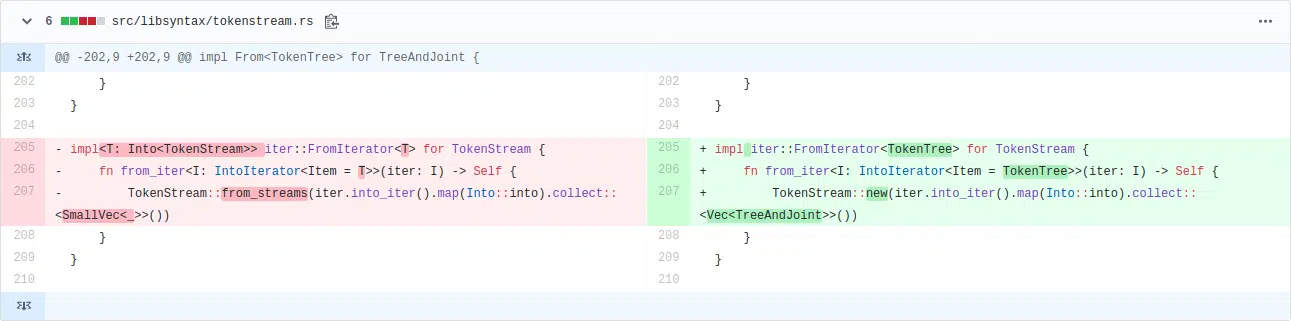 6 src/libsyntax/tokenstream.rs
@@ -202,9 +202,9 @@ impl From<TokenTree> for TreeAndJoint {
202 }
203 }
204
205 - impl<T: Into<TokenStream>> iter::FromIterator<T> for TokenStream {
206 - fn from_iter<I: IntoIterator<Item = T>>(iter: I) -> Self {
207 - TokenStream::from_streams(iter.into_iter().map(Into::into).collect::
<SmallVec<_>>())
208 }
209 }
210
202 }
203 }
204
205 + impl iter::FromIterator<TokenTree> for TokenStream {
206 + fn from_iter<I: IntoIterator<Item = TokenTree>>(iter: I) -> Self {
207 + TokenStream::new(iter.into_iter().map(Into::into).collect::
<Vec<TreeAndJoint>>())
208 }
209 }
210